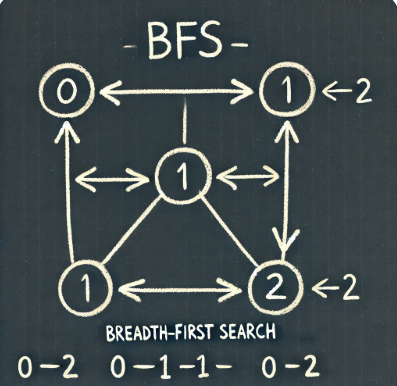 - BFS -
0 1 ←2
1
1 2 ←2
BREADTH-FIRST SEARCH
0-2 0-1-1- 0-2